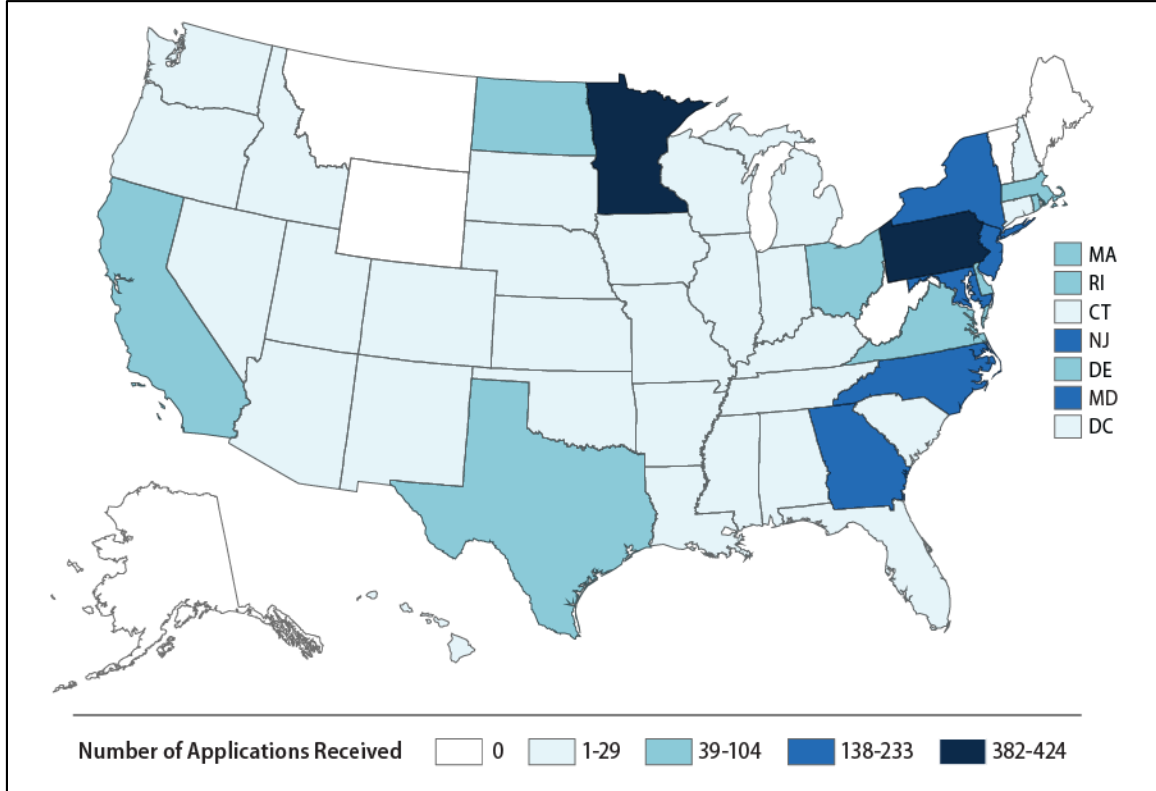 MA
RI
CT
NJ
DE
MD
DC
Number of Applications Received 0 1-29 39-104 138-233 382-424